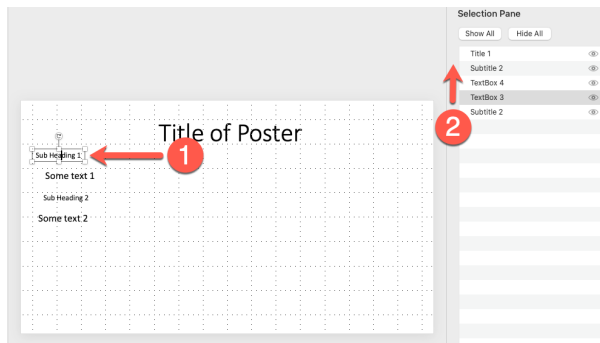 Selection Pane
Show All Hide All
Title 1
Subtitle 2
TextBox 4
TextBox 3
Subtitle 2
2
Title of Poster
Sub Heading 1
1
Some text 1
Sub Heading 2
Some text 2